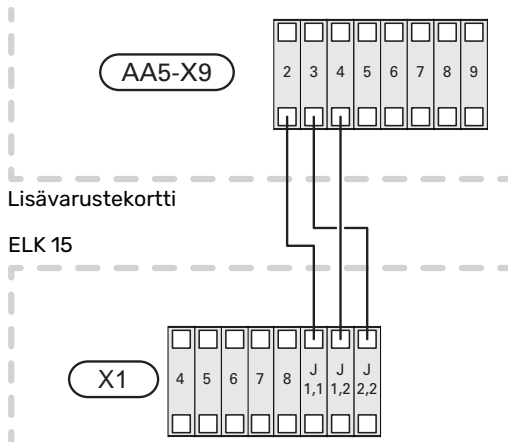 AA5-X9
2 3 4 5 6 7 8 9
Lisävarustekortti
ELK 15
X1
4 5 6 7 8 J 1,1 J 1,2 J 2,2